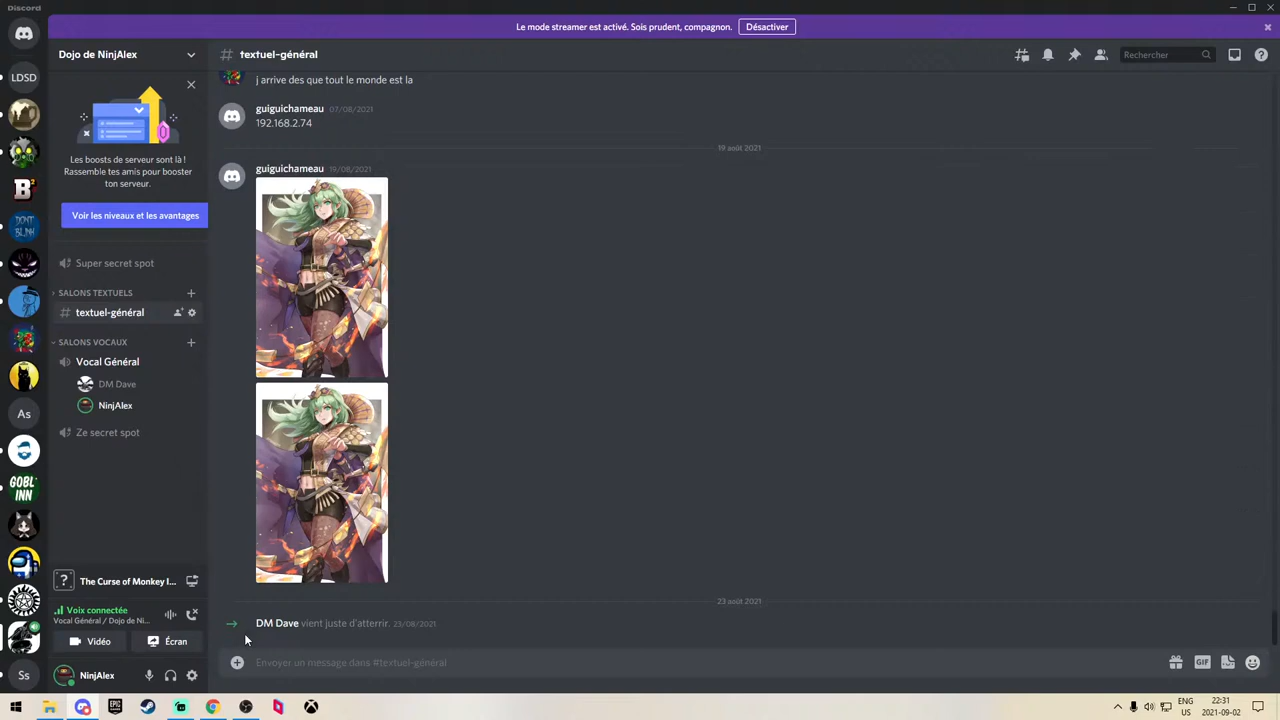 Discord
Le mode streamer est activé. Sois prudent, compagnon.
Désactiver
Dojo de NinjAlex
textuel-général
Rechercher
LDSD
j arrive des que tout le monde est la
guiguichameau 07/08/2021
192.168.2.74
19 août 2021
guiguichameau 19/08/2021
Les boosts de serveur sont là !
Rassemble tes amis pour booster
ton serveur.
Voir les niveaux et les avantages
Super secret spot
SALONS TEXTUELS
textuel-général
SALONS VOCAUX
Vocal Général
DM Dave
NinjAlex
Ze secret spot
B2
DONT
BL!NK
As
GOBL
INN
Ss
The Curse of Monkey I...
Voix connectée
Vocal Général / Dojo de Ni...
Vidéo
Écran
NinjAlex
23 août 2021
DM Dave vient juste d'atterrir. 23/08/2021
Envoyer un message dans #textuel-général
GIF
EPIC
ENG
US
22:31
2021-09-02